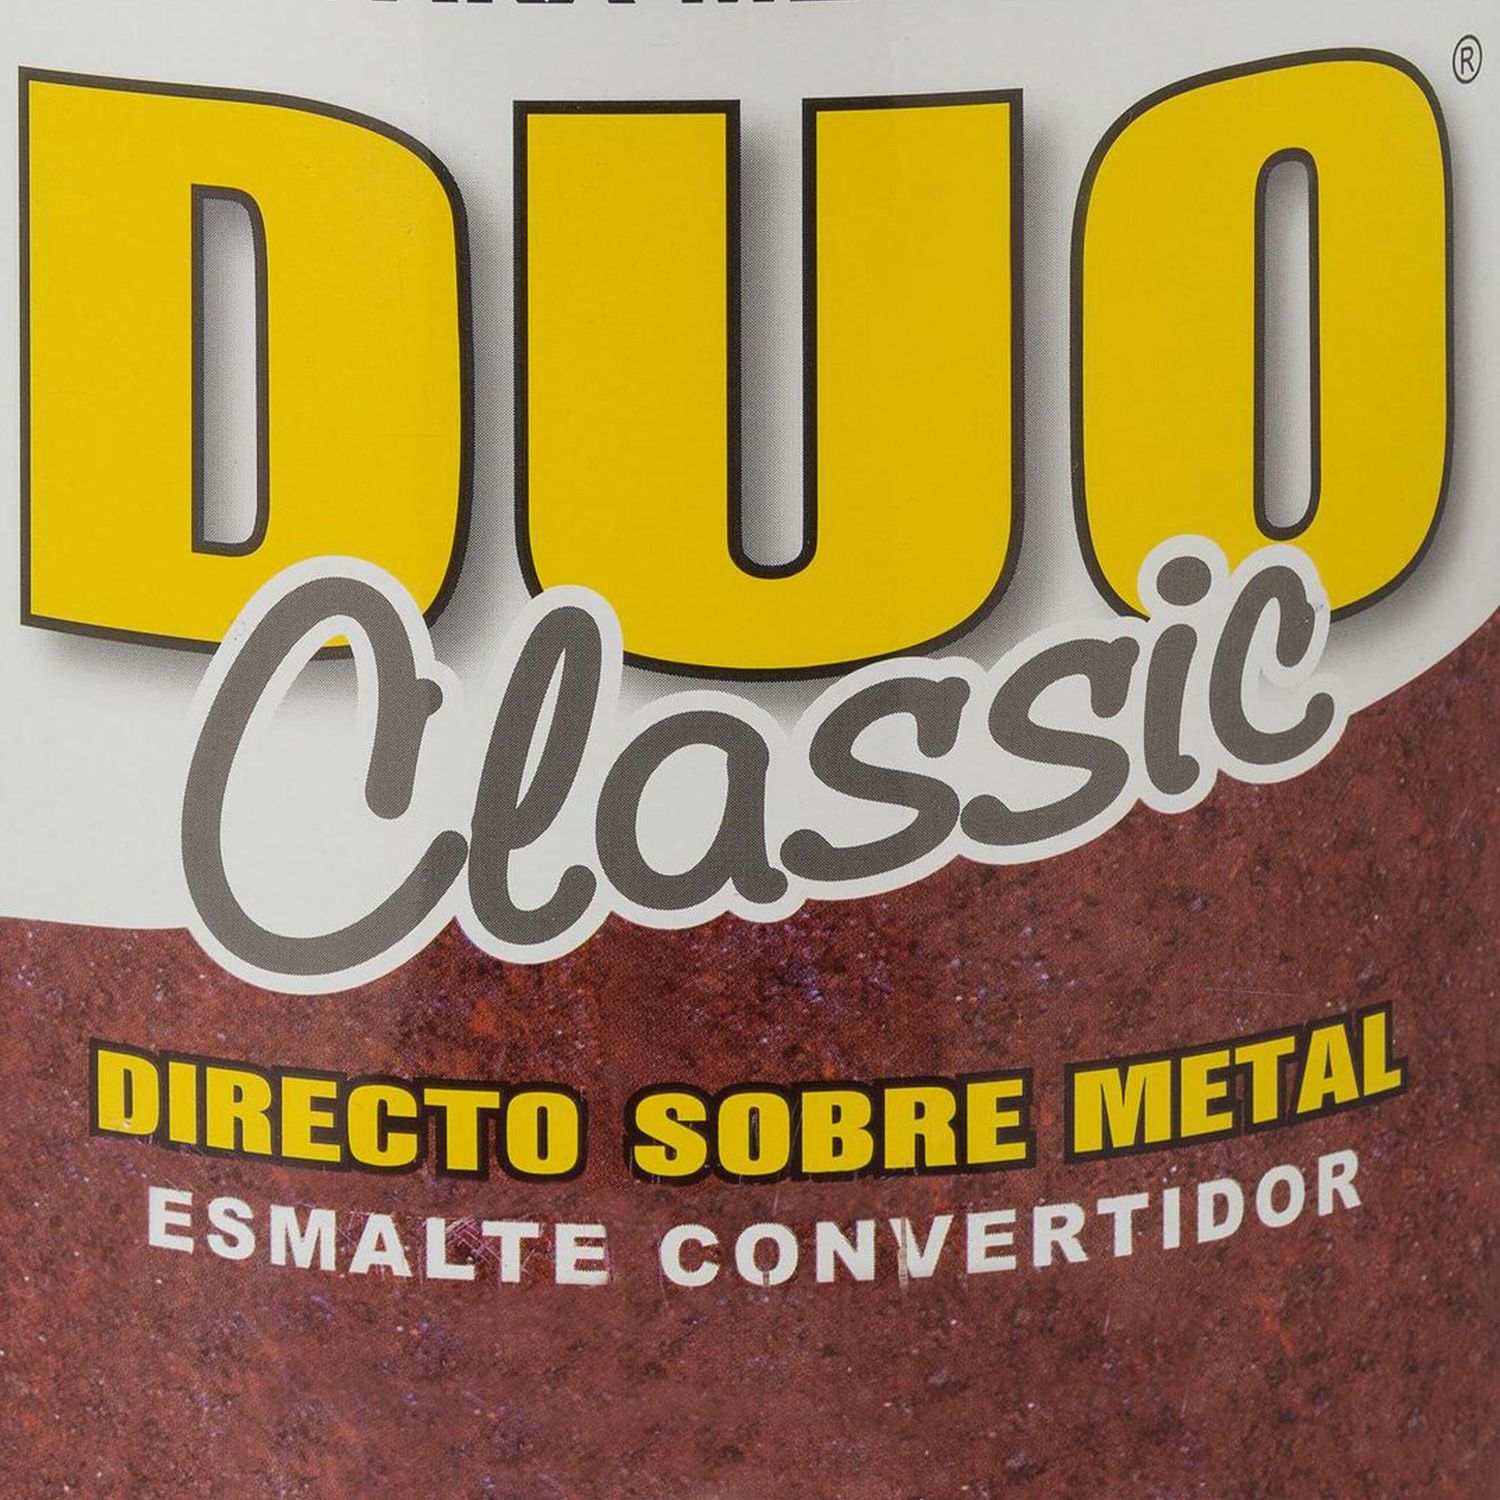 DUO®
Classic
DIRECTO SOBRE METAL
ESMALTE CONVERTIDOR